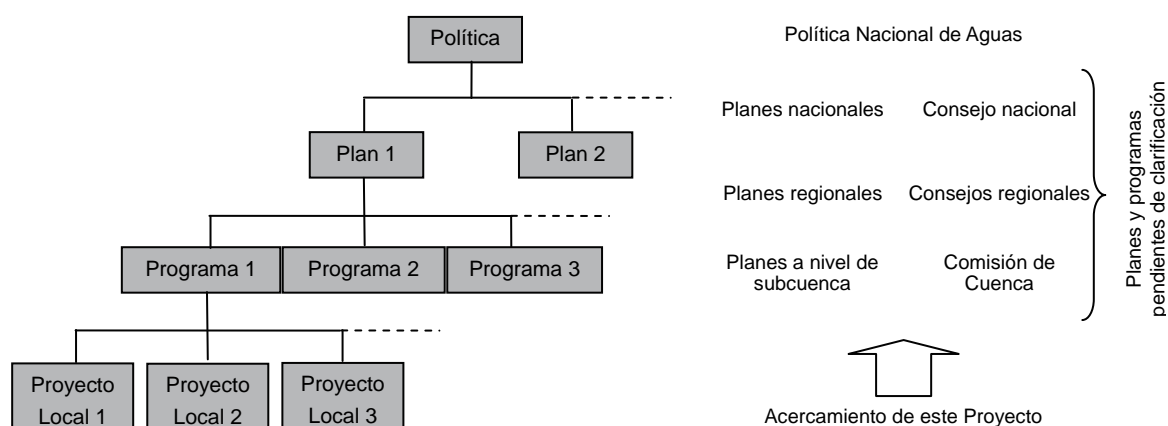 Política
Política Nacional de Aguas
Planes nacionales
Consejo nacional
Plan 1
Plan 2
Planes regionales
Consejos regionales
Programa 1
Programa 2
Programa 3
Planes a nivel de
subcuenca
Comisión de
Cuenca
Planes y programas
pendientes de clarificación
Proyecto
Local 1
Proyecto
Local 2
Proyecto
Local 3
Acercamiento de este Proyecto